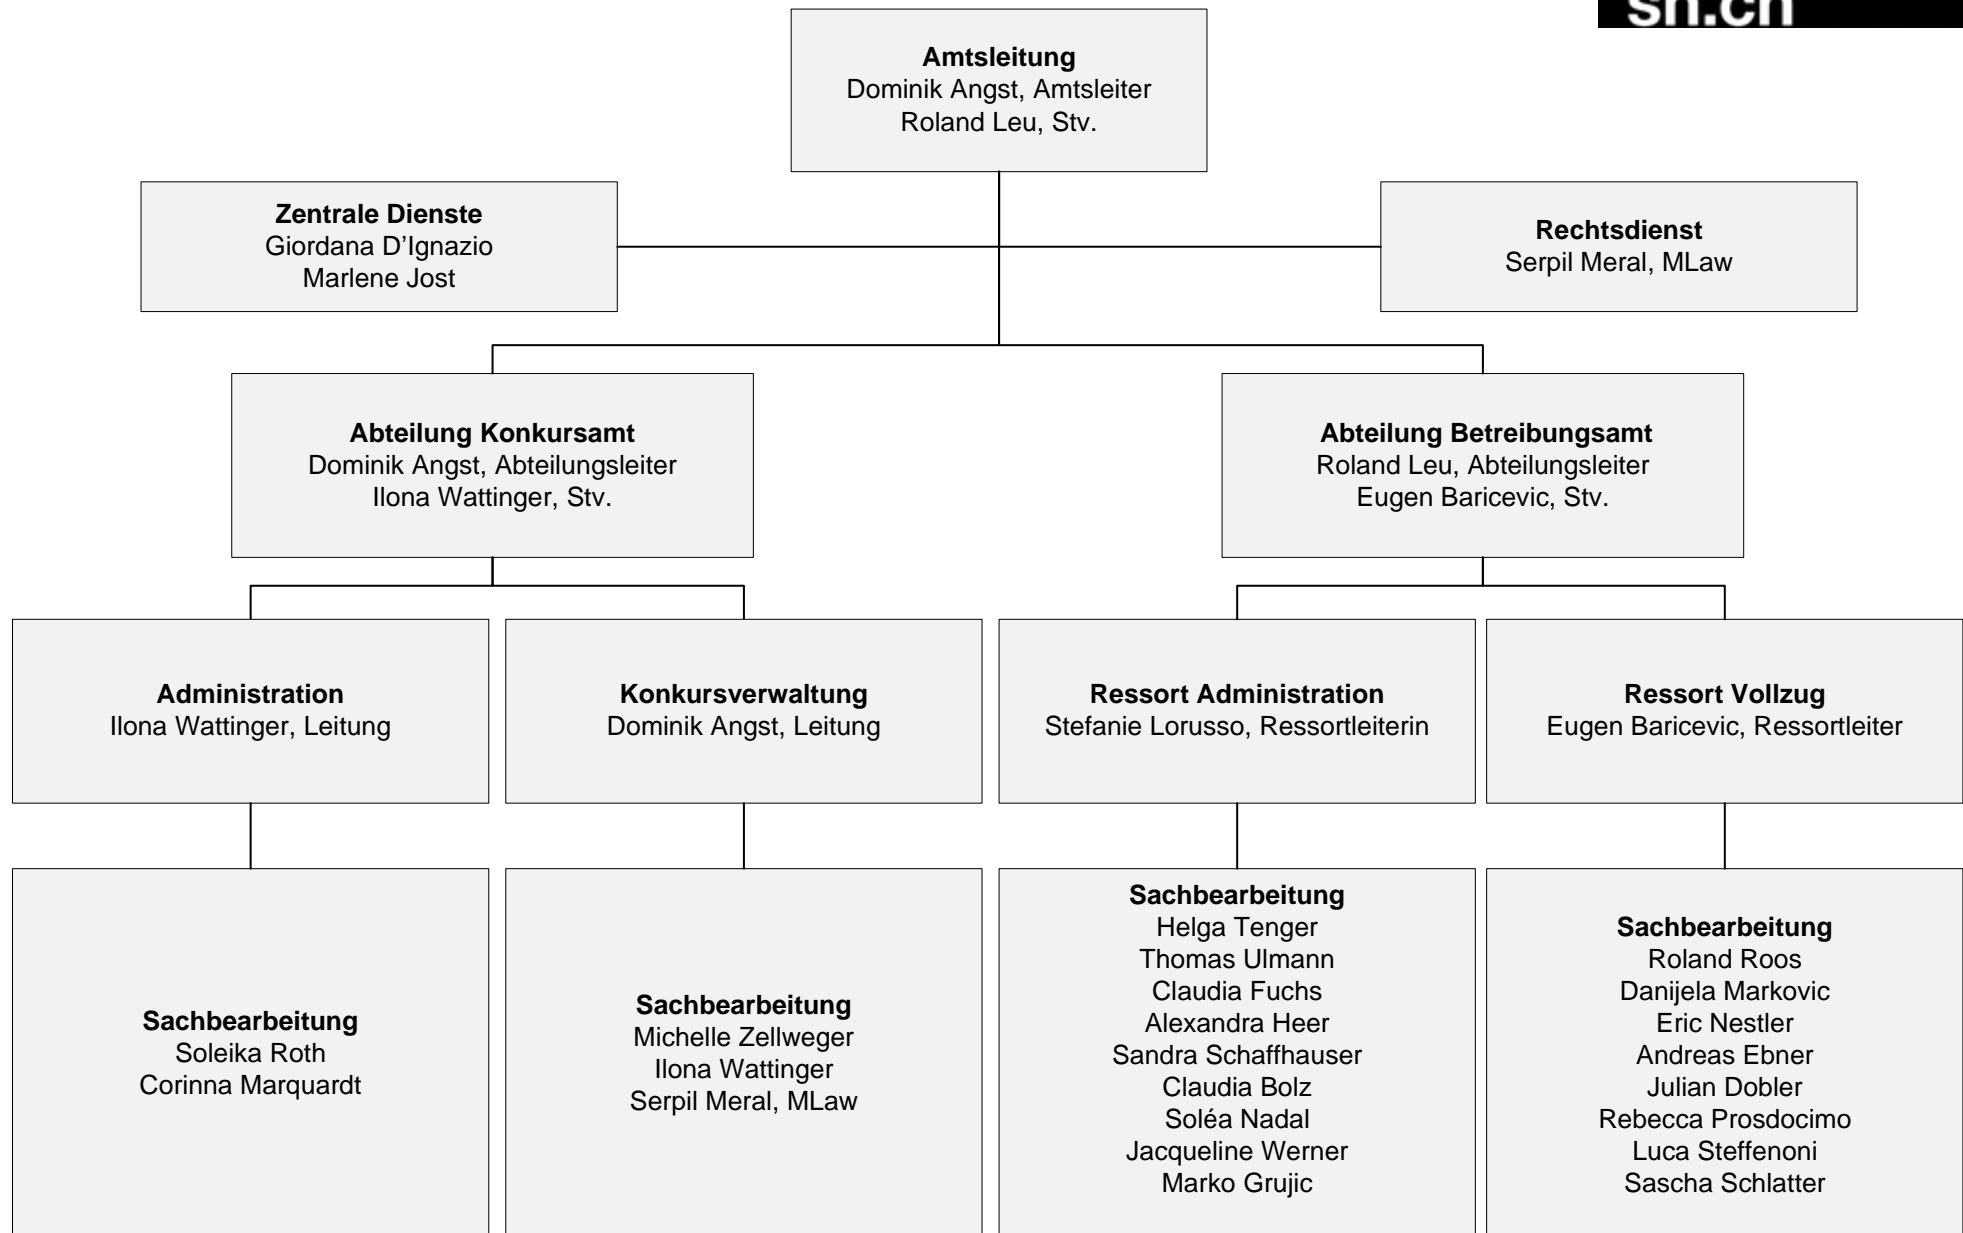 sh.ch
Amtsleitung
Dominik Angst, Amtsleiter
Roland Leu, Stv.
Zentrale Dienste
Giordana D’Ignazio
Marlene Jost
Rechtsdienst
Serpil Meral, MLaw
Abteilung Konkursamt
Dominik Angst, Abteilungsleiter
Ilona Wattinger, Stv.
Abteilung Betreibungsamt
Roland Leu, Abteilungsleiter
Eugen Baricevic, Stv.
Administration
Ilona Wattinger, Leitung
Konkursverwaltung
Dominik Angst, Leitung
Ressort Administration
Stefanie Lorusso, Ressortleiterin
Ressort Vollzug
Eugen Baricevic, Ressortleiter
Sachbearbeitung
Soleika Roth
Corinna Marquardt
Sachbearbeitung
Michelle Zellweger
Ilona Wattinger
Serpil Meral, MLaw
Sachbearbeitung
Helga Tenger
Thomas Ulmann
Claudia Fuchs
Alexandra Heer
Sandra Schaffhauser
Claudia Bolz
Soléa Nadal
Jacqueline Werner
Marko Grujic
Sachbearbeitung
Roland Roos
Danijela Markovic
Eric Nestler
Andreas Ebner
Julian Dobler
Rebecca Prosdocimo
Luca Steffenoni
Sascha Schlatter